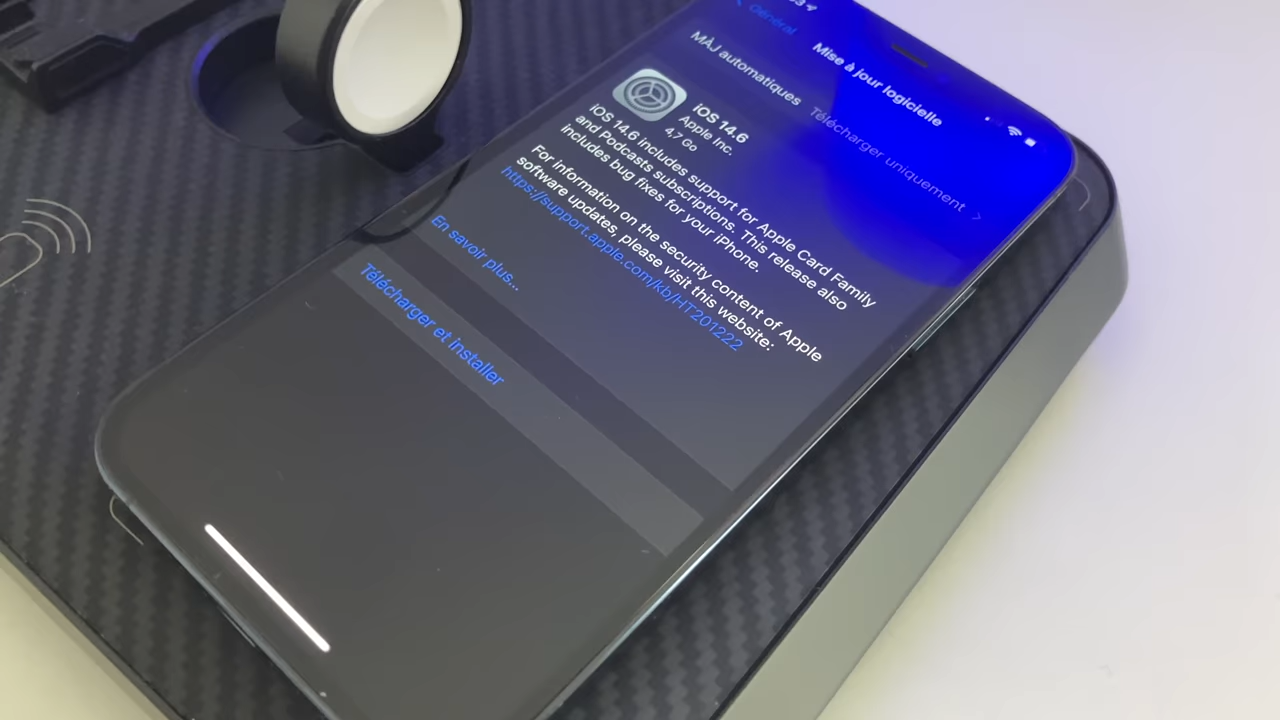 Général
Mise à jour logicielle
MÀJ automatiques
Télécharger uniquement
iOS 14.6
Apple Inc.
4,7 Go
iOS 14.6 includes support for Apple Card Family
and Podcasts subscriptions. This release also
includes bug fixes for your iPhone.
For information on the security content of Apple
software updates, please visit this website:
https://support.apple.com/kb/HT201222
En savoir plus...
Télécharger et installer